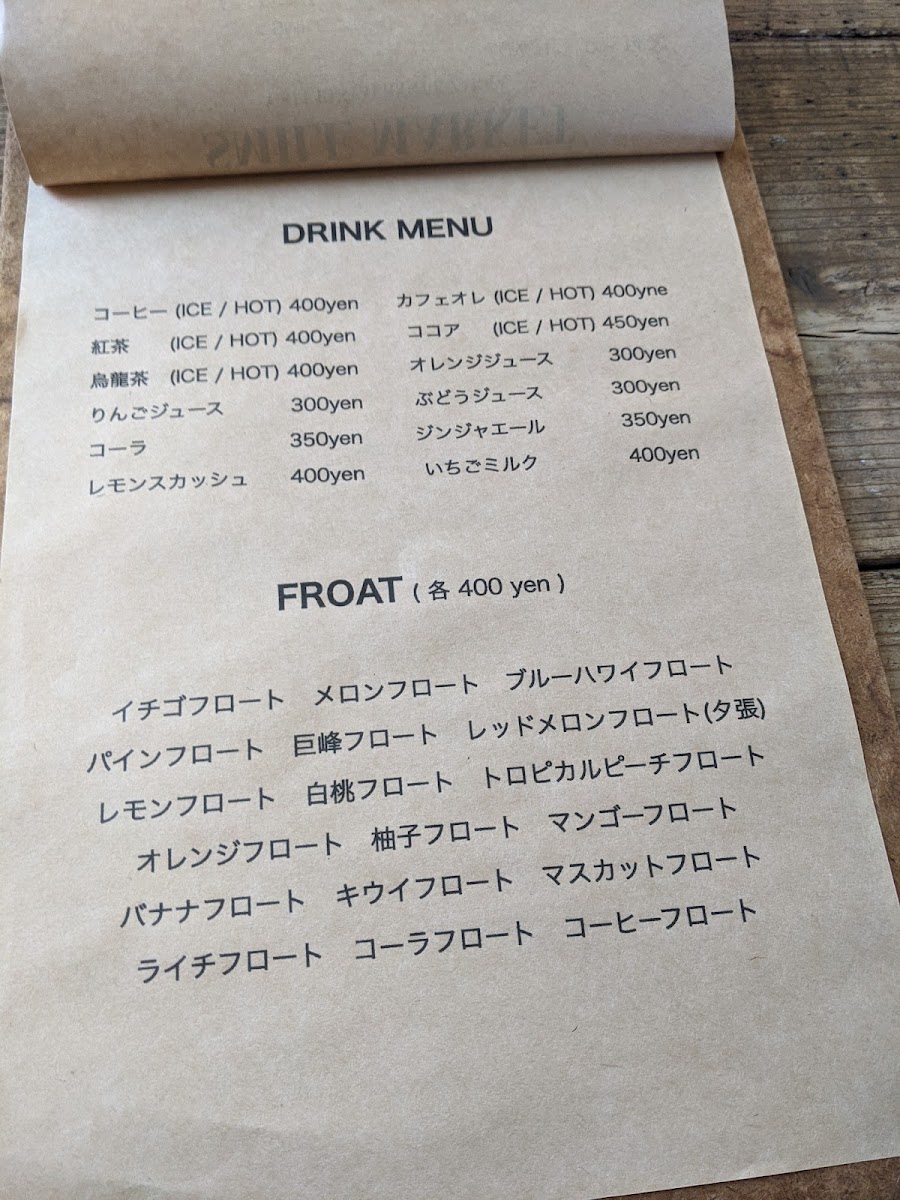 SMILE MARKET
DRINK MENU
コーヒー (ICE / HOT) 400yen カフェオレ (ICE / HOT) 400yne
紅茶 (ICE / HOT) 400yen ココア (ICE / HOT) 450yen
烏龍茶 (ICE / HOT) 400yen オレンジジュース 300yen
りんごジュース 300yen ぶどうジュース 300yen
コーラ 350yen ジンジャエール 350yen
レモンスカッシュ 400yen いちごミルク 400yen
FROAT ( 各 400 yen )
イチゴフロート メロンフロート ブルーハワイフロート
パインフロート 巨峰フロート レッドメロンフロート(夕張)
レモンフロート 白桃フロート トロピカルピーチフロート
オレンジフロート 柚子フロート マンゴーフロート
バナナフロート キウイフロート マスカットフロート
ライチフロート コーラフロート コーヒーフロート